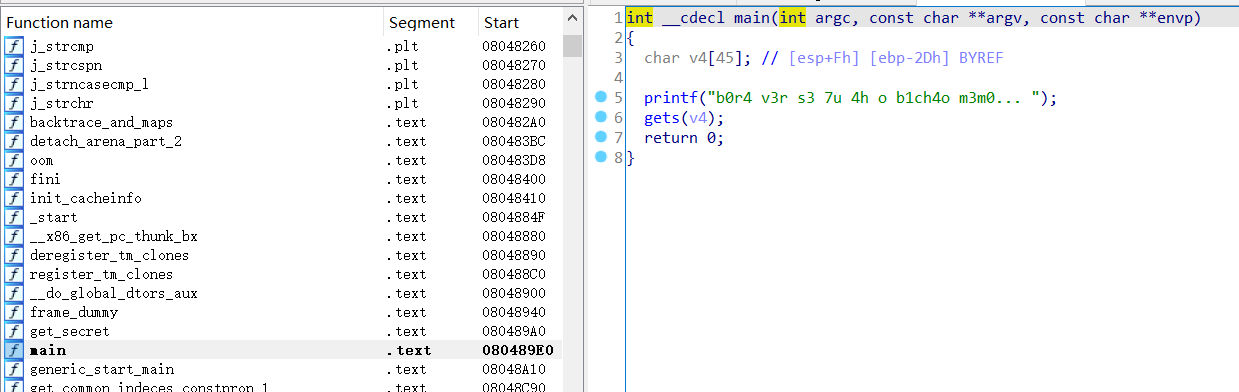 Function name Segment Start
f j_strcmp .plt 08048260
f j_strcspn .plt 08048270
f j_strncasecmp_l .plt 08048280
f j_strchr .plt 08048290
f backtrace_and_maps .text 080482A0
f detach_arena_part_2 .text 080483BC
f oom .text 080483D8
f fini .text 08048400
f init_cacheinfo .text 08048410
f _start .text 0804884F
f __x86_get_pc_thunk_bx .text 08048880
f deregister_tm_clones .text 08048890
f register_tm_clones .text 080488C0
f __do_global_dtors_aux .text 08048900
f frame_dummy .text 08048940
f get_secret .text 080489A0
f main .text 080489E0
f generic_start_main .text 08048A10
f get_common_indeces_constprop_1 .text 08048C90
1 int __cdecl main(int argc, const char **argv, const char **envp)
2 {
3 char v4[45]; // [esp+Fh] [ebp-2Dh] BYREF
4
5 printf("b0r4 v3r s3 7u 4h o b1ch4o m3m0... ");
6 gets(v4);
7 return 0;
8 }